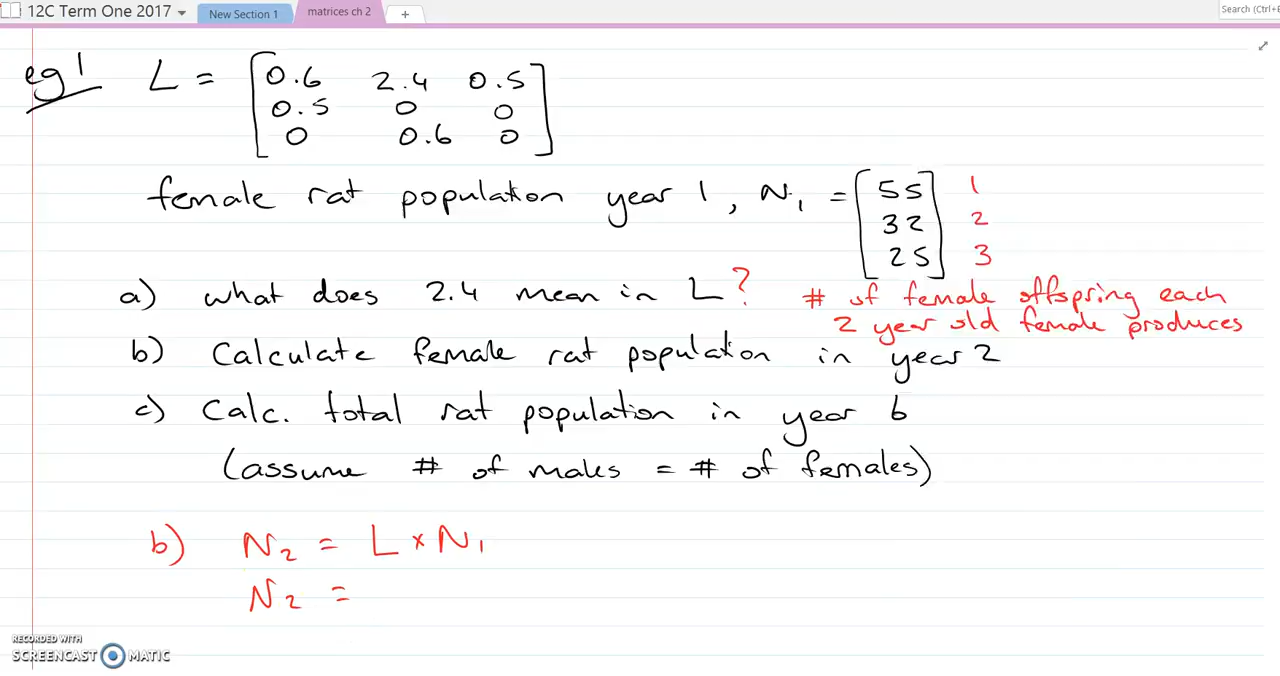 12C Term One 2017 New Section 1 matrices ch 2 +
Search (Ctrl+E
eg 1 L = [0.6 2.4 0.5
0.5 0 0
0 0.6 0]
female rat population year 1, N₁ = [55 1
32 2
25] 3
a) what does 2.4 mean in L? # of female offspring each
2 year old female produces
b) Calculate female rat population in year 2
c) Calc. total rat population in year 6
(assume # of males = # of females)
b) N₂ = L × N₁
N₂ =
RECORDED WITH
SCREENCAST MATIC